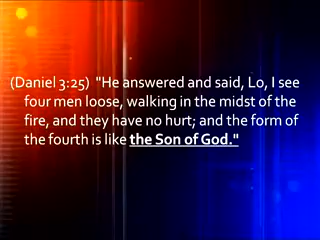 (Daniel 3:25) "He answered and said, Lo, I see
four men loose, walking in the midst of the
fire, and they have no hurt; and the form of
the fourth is like the Son of God."